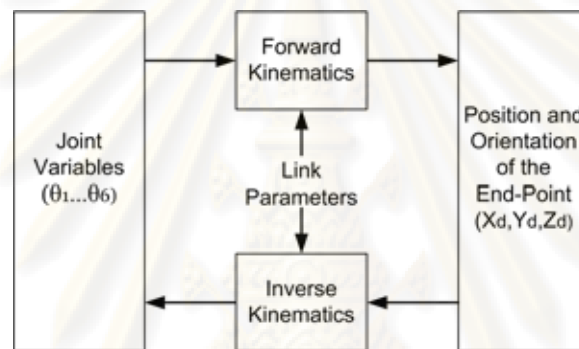 Joint
Variables
(θ1...θ6)
Forward
Kinematics
Link
Parameters
Inverse
Kinematics
Position and
Orientation
of the
End-Point
(Xd,Yd,Zd)